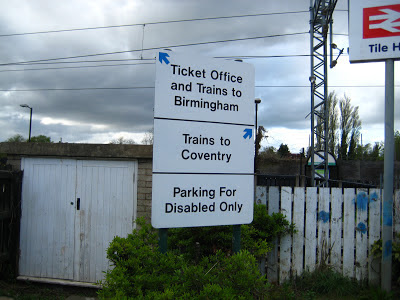 Ticket Office
and Trains to
Birmingham
Trains to
Coventry
Parking For
Disabled Only
Tile H